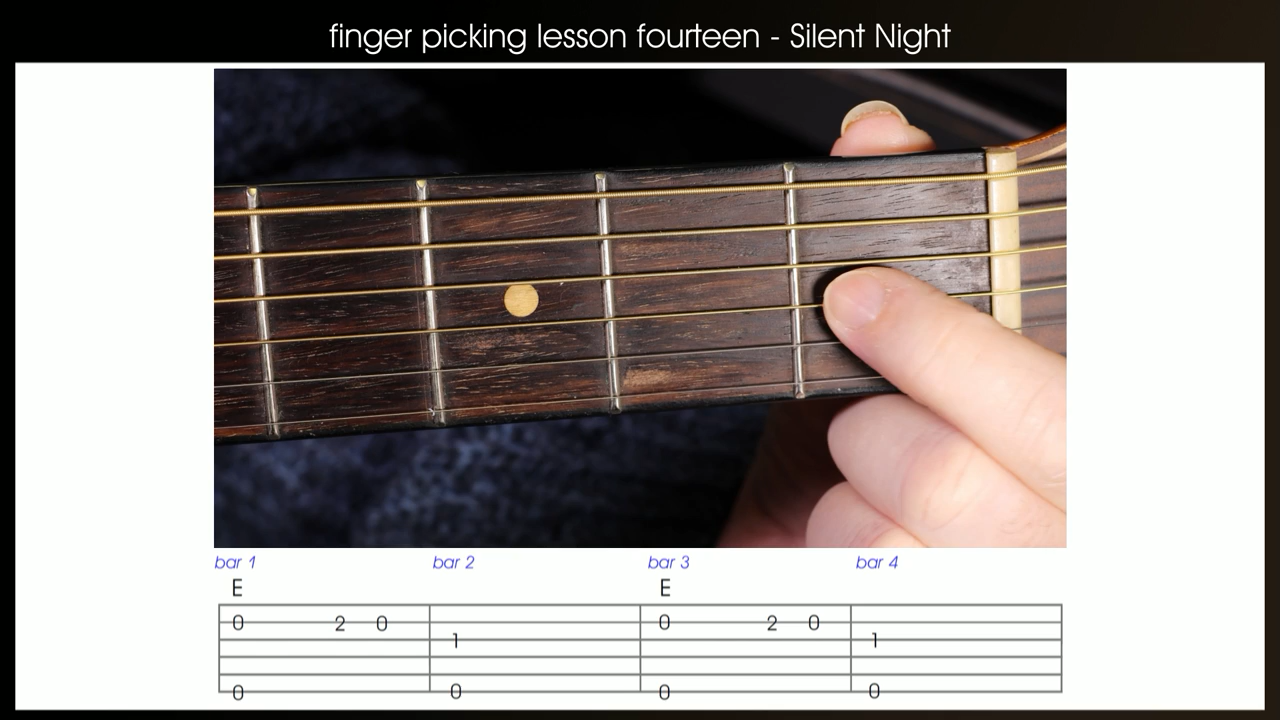 finger picking lesson fourteen - Silent Night
bar 1 bar 2 bar 3 bar 4
E E
0 2 0 0 2 0
1 1
0 0 0 0